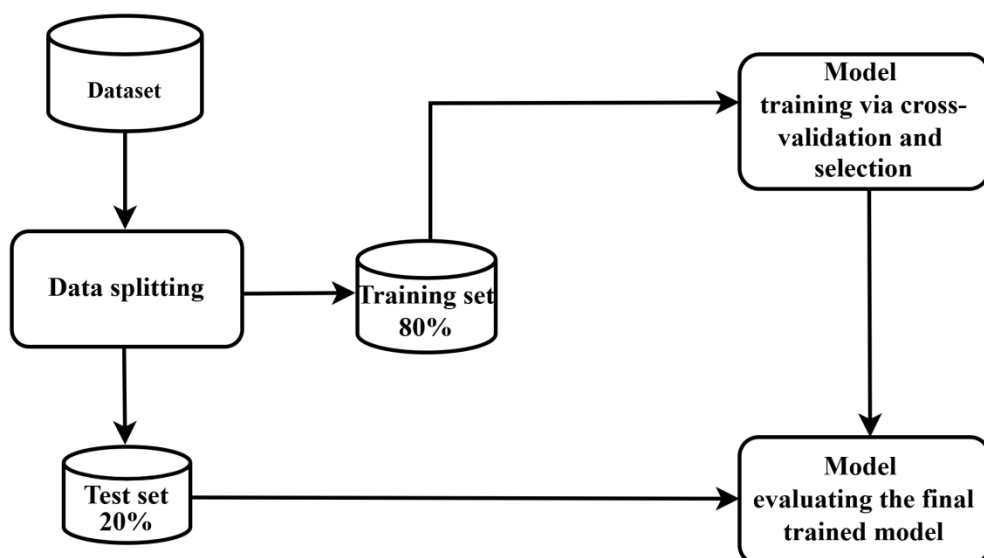 Dataset
Model
training via cross-
validation and
selection
Data splitting
Training set
80%
Test set
20%
Model
evaluating the final
trained model